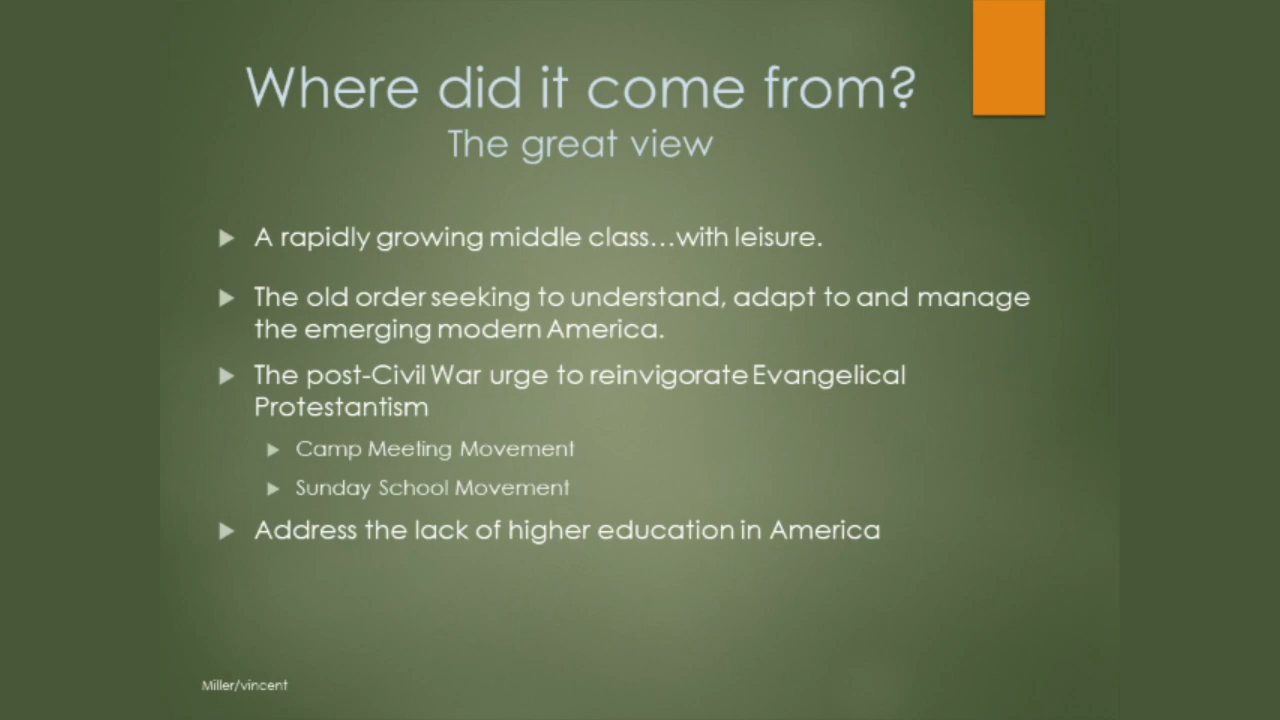 Where did it come from?
The great view
A rapidly growing middle class...with leisure.
The old order seeking to understand, adapt to and manage
the emerging modern America.
The post-Civil War urge to reinvigorate Evangelical
Protestantism
Camp Meeting Movement
Sunday School Movement
Address the lack of higher education in America
Miller/vincent